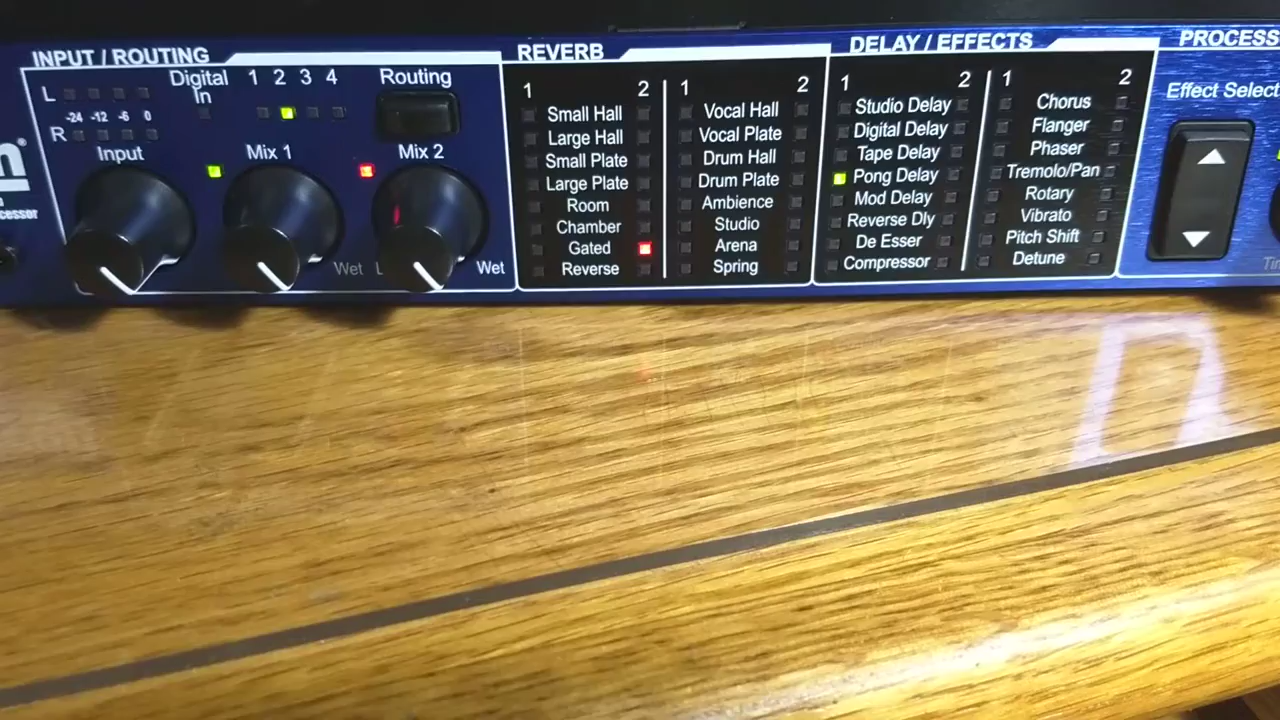 INPUT / ROUTING
L
R
-24 -12 -6 0
Digital
In
1 2 3 4
Routing
Input
Mix 1
Mix 2
Wet
Wet
n®
cessor
REVERB
1 2
Small Hall
Large Hall
Small Plate
Large Plate
Room
Chamber
Gated
Reverse
1 2
Vocal Hall
Vocal Plate
Drum Hall
Drum Plate
Ambience
Studio
Arena
Spring
DELAY / EFFECTS
1 2
Studio Delay
Digital Delay
Tape Delay
Pong Delay
Mod Delay
Reverse Dly
De Esser
Compressor
1 2
Chorus
Flanger
Phaser
Tremolo/Pan
Rotary
Vibrato
Pitch Shift
Detune
PROCESS
Effect Select